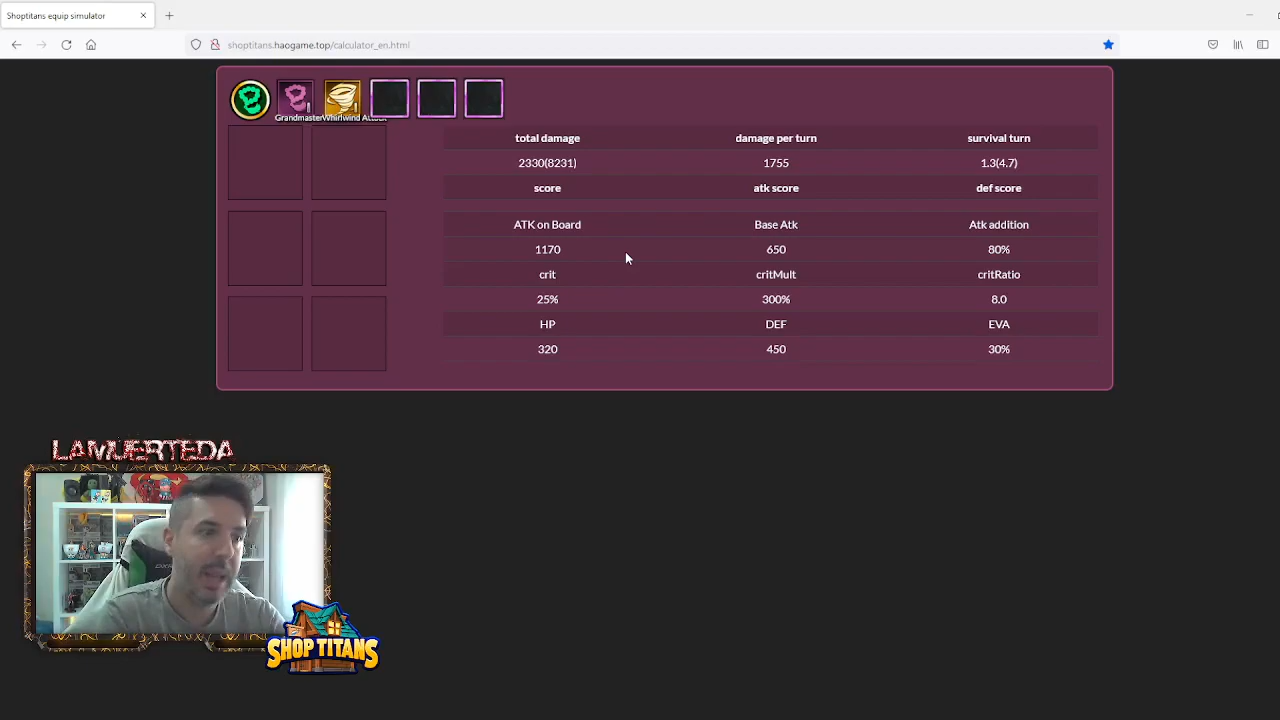 Shoptitans equip simulator
shoptitans.haogame.top/calculator_en.html
Grandmaster Whirlwind Attack
total damage damage per turn survival turn
2330(8231) 1755 1.3(4.7)
score atk score def score
ATK on Board Base Atk Atk addition
1170 650 80%
crit critMult critRatio
25% 300% 8.0
HP DEF EVA
320 450 30%
LAMUERTEDA
SHOP TITANS